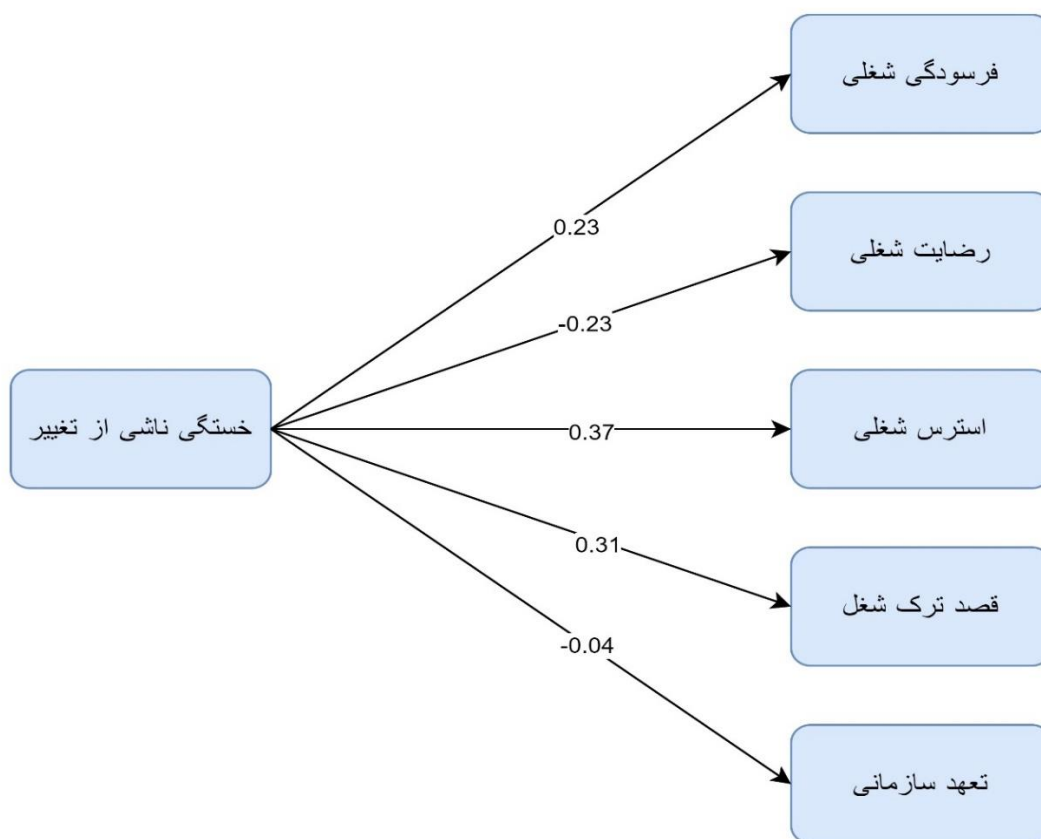 فرسودگی شغلی
0.23
رضایت شغلی
-0.23
خستگی ناشی از تغییر
استرس شغلی
0.37
0.31
قصد ترک شغل
-0.04
تعهد سازمانی